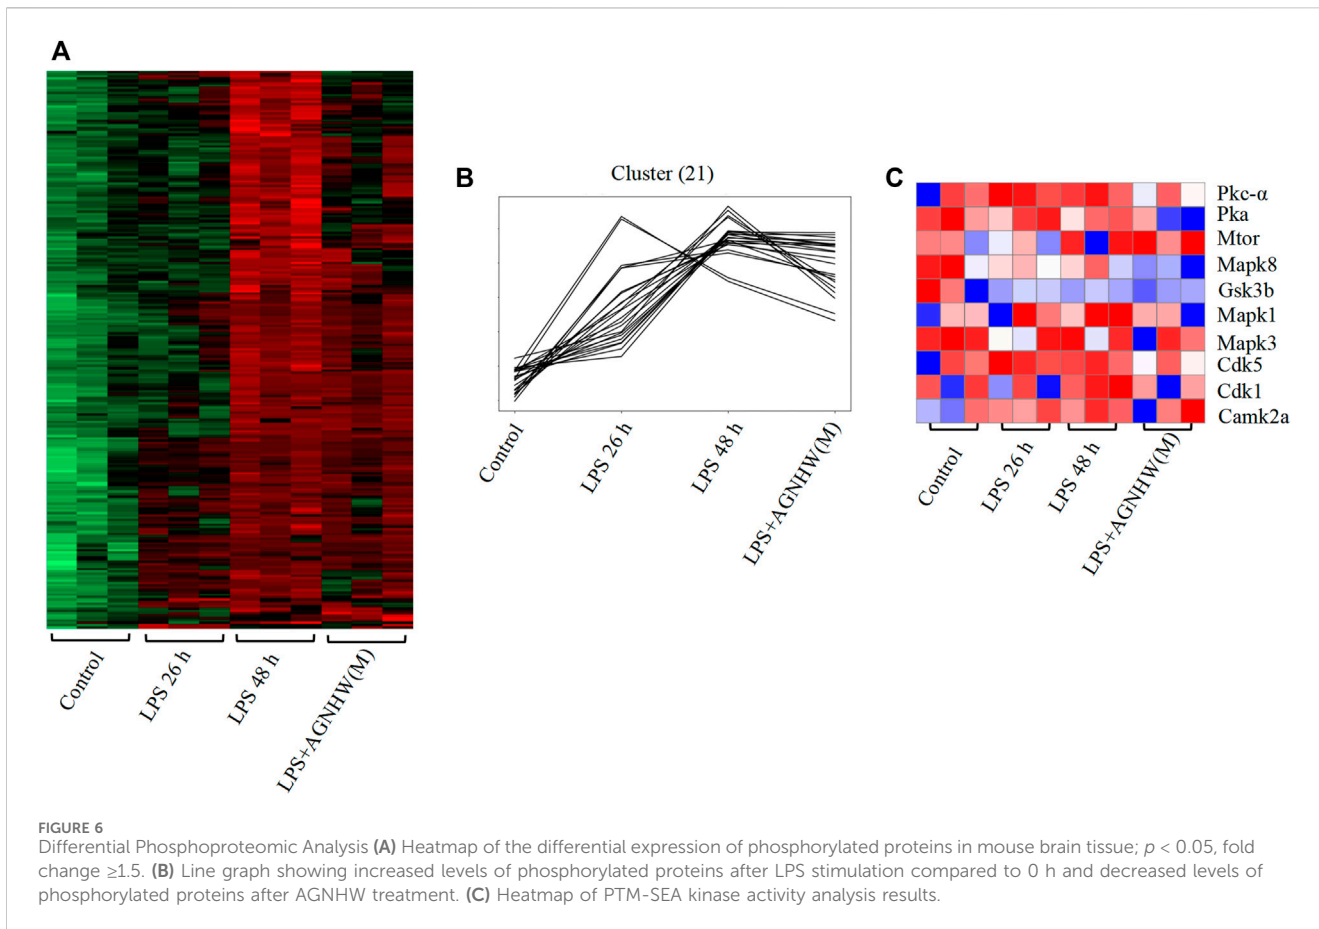 A
Control
LPS 26 h
LPS 48 h
LPS+AGNHW(M)
B
Cluster (21)
Control
LPS 26 h
LPS 48 h
LPS+AGNHW(M)
C
Pkc-α
Pka
Mtor
Mapk8
Gsk3b
Mapk1
Mapk3
Cdk5
Cdk1
Camk2a
Control
LPS 26 h
LPS 48 h
LPS+AGNHW(M)
FIGURE 6
Differential Phosphoproteomic Analysis (A) Heatmap of the differential expression of phosphorylated proteins in mouse brain tissue; p < 0.05, fold
change ≥1.5. (B) Line graph showing increased levels of phosphorylated proteins after LPS stimulation compared to 0 h and decreased levels of
phosphorylated proteins after AGNHW treatment. (C) Heatmap of PTM-SEA kinase activity analysis results.